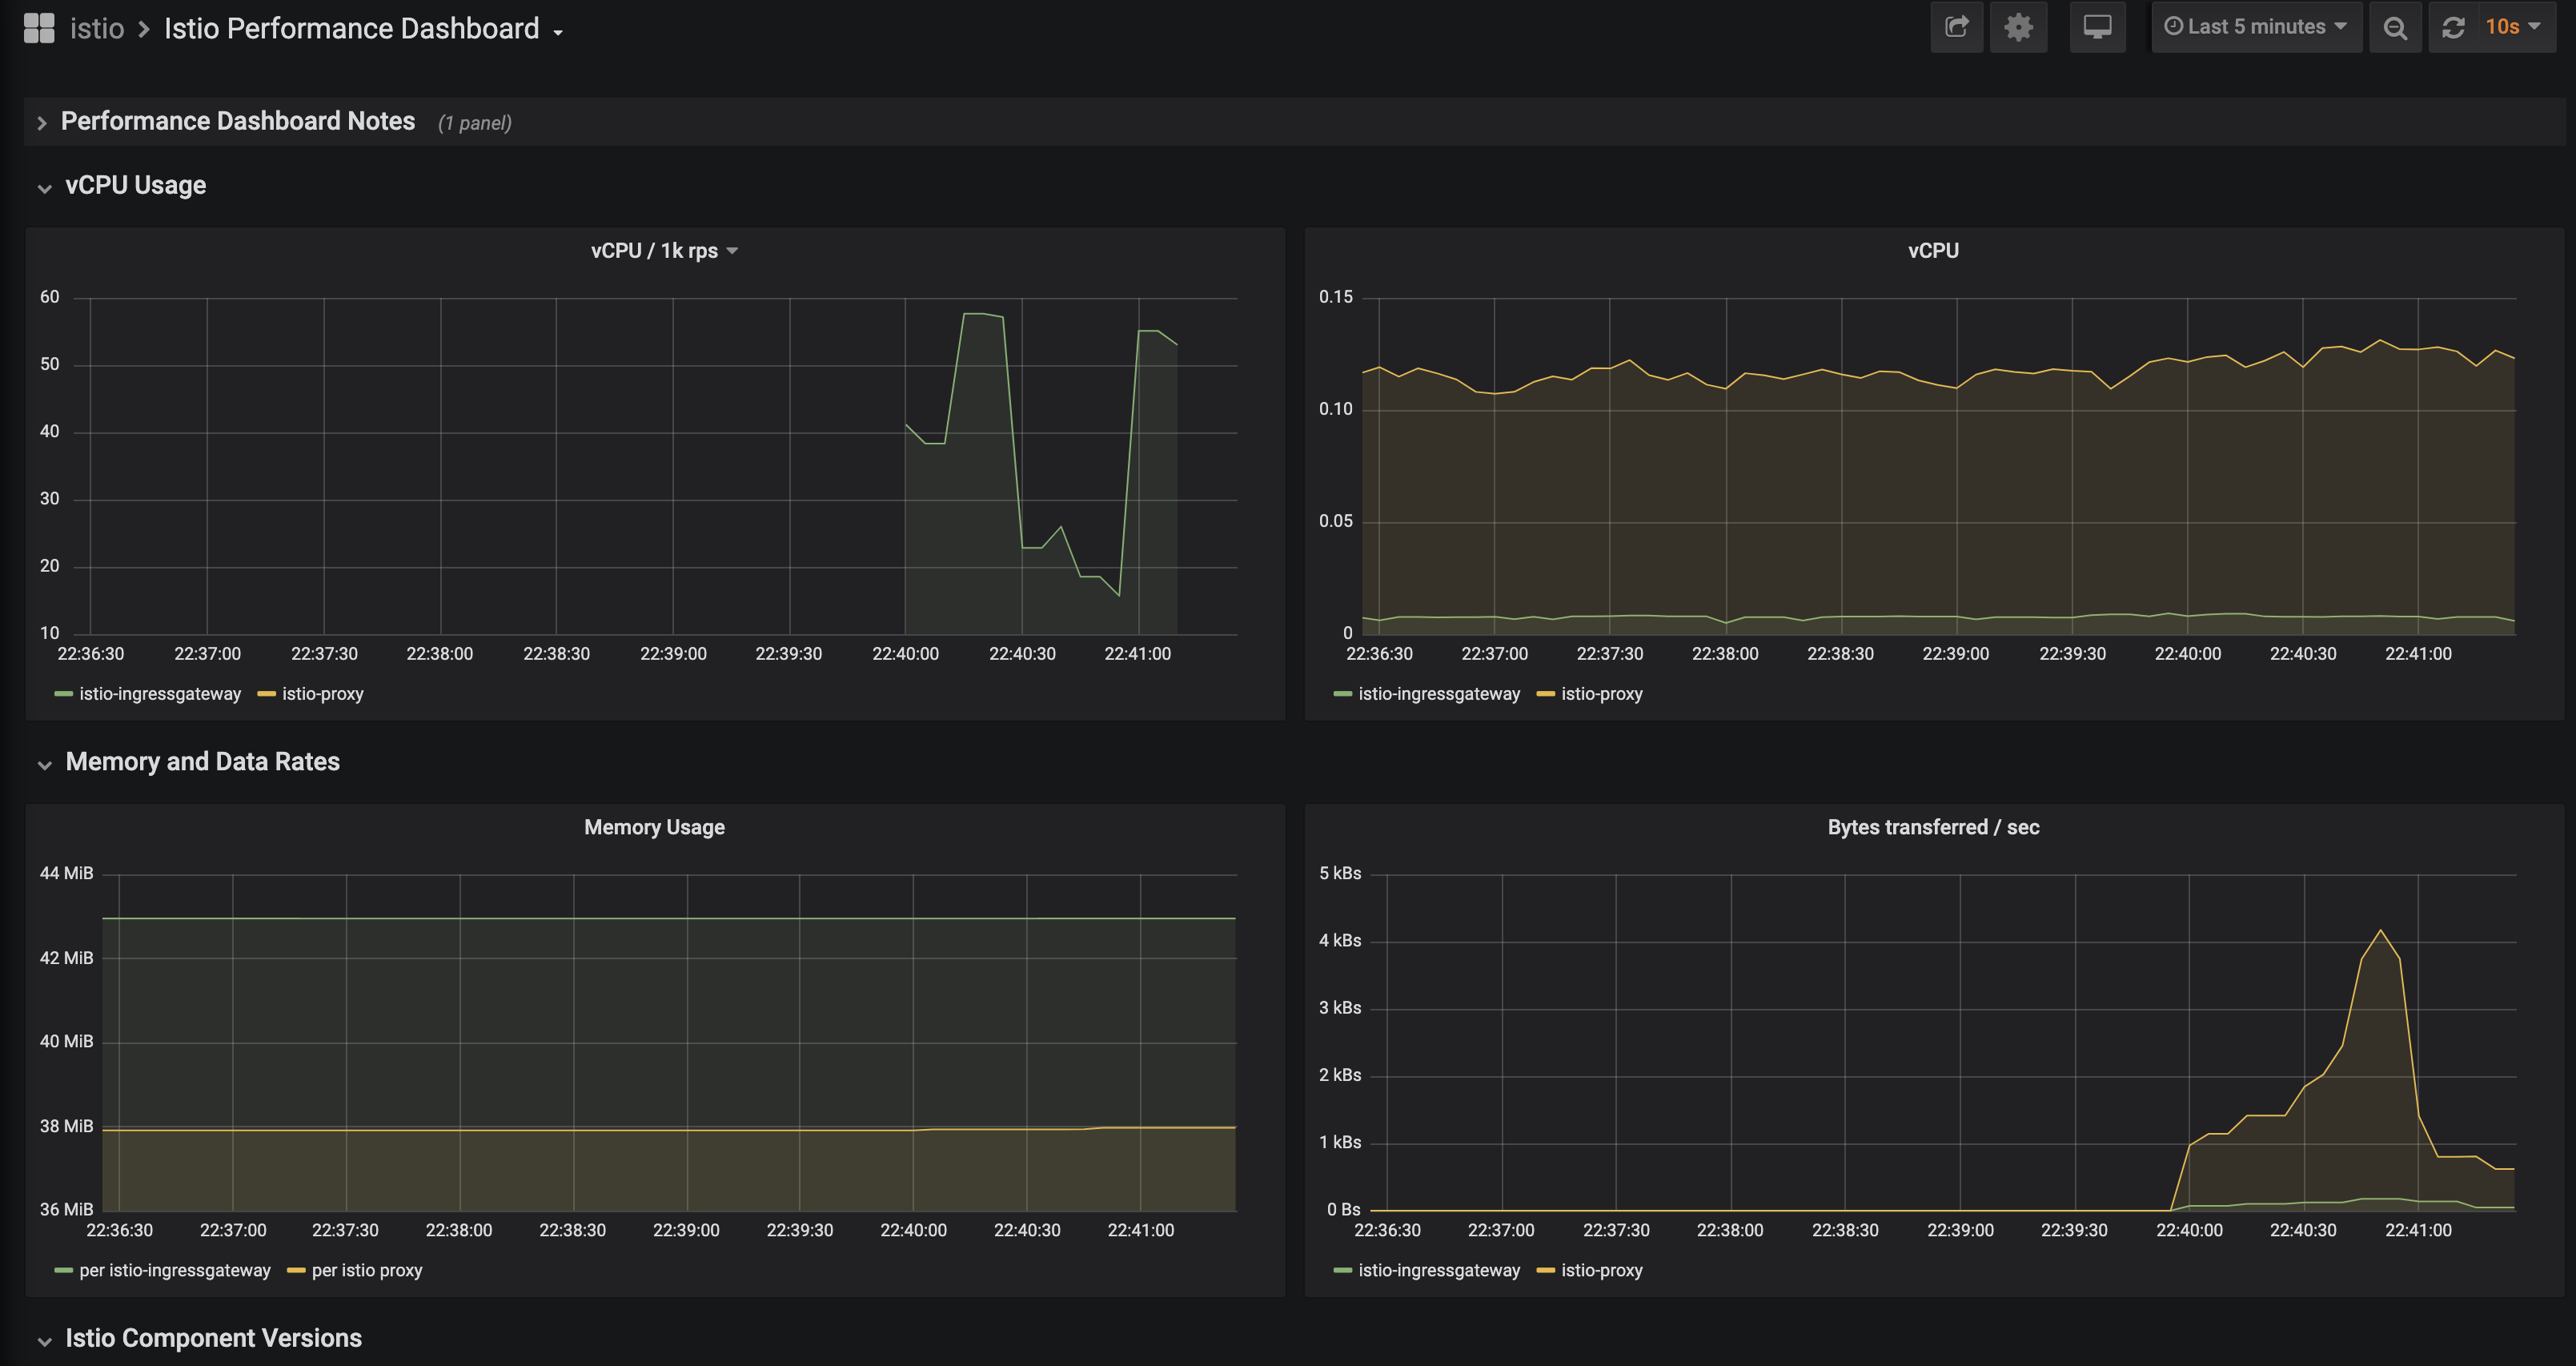 istio > Istio Performance Dashboard
Last 5 minutes
10s
Performance Dashboard Notes (1 panel)
vCPU Usage
vCPU / 1k rps
60
50
40
30
20
10
22:36:30 22:37:00 22:37:30 22:38:00 22:38:30 22:39:00 22:39:30 22:40:00 22:40:30 22:41:00
istio-ingressgateway istio-proxy
vCPU
0.15
0.10
0.05
0
22:36:30 22:37:00 22:37:30 22:38:00 22:38:30 22:39:00 22:39:30 22:40:00 22:40:30 22:41:00
istio-ingressgateway istio-proxy
Memory and Data Rates
Memory Usage
44 MiB
42 MiB
40 MiB
38 MiB
36 MiB
22:36:30 22:37:00 22:37:30 22:38:00 22:38:30 22:39:00 22:39:30 22:40:00 22:40:30 22:41:00
per istio-ingressgateway per istio proxy
Bytes transferred / sec
5 kBs
4 kBs
3 kBs
2 kBs
1 kBs
0 Bs
22:36:30 22:37:00 22:37:30 22:38:00 22:38:30 22:39:00 22:39:30 22:40:00 22:40:30 22:41:00
istio-ingressgateway istio-proxy
Istio Component Versions